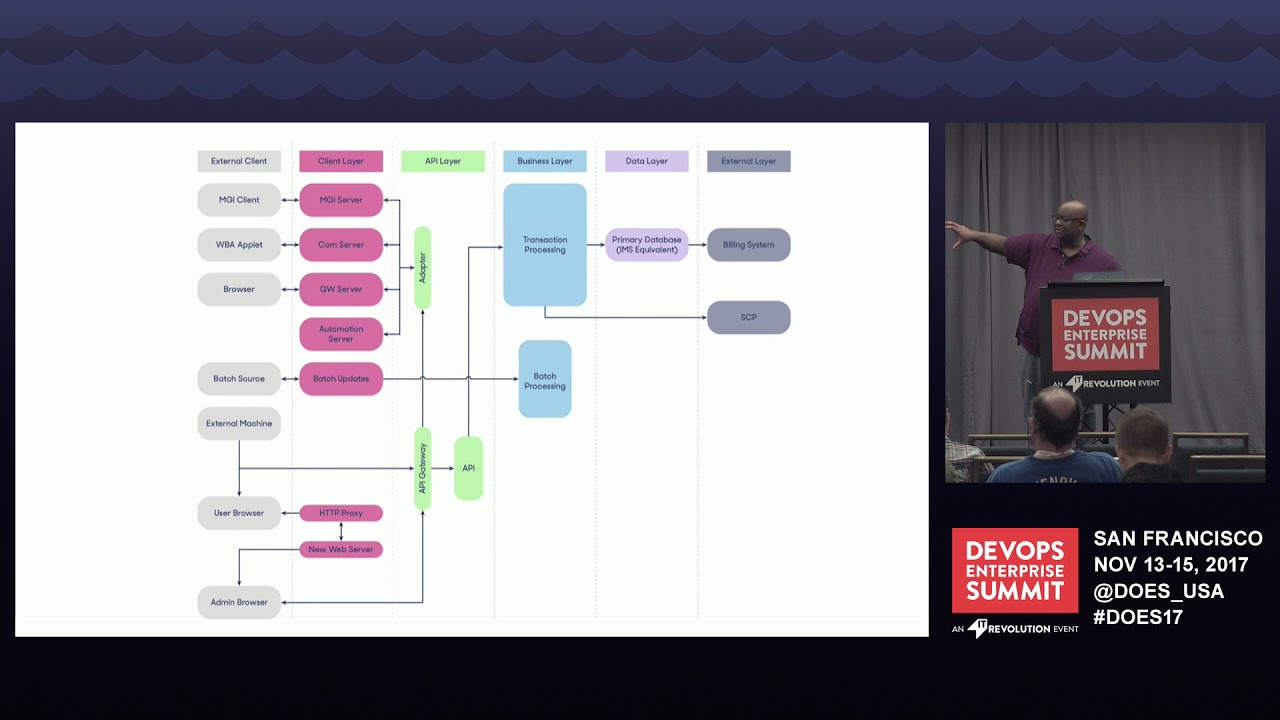 External Client
Client Layer
API Layer
Business Layer
Data Layer
External Layer
MGI Client
MGI Server
WBA Applet
Com Server
Adapter
Transaction
Processing
Primary Database
(IMS Equivalent)
Billing System
Browser
QW Server
Automation
Server
SCP
Batch Source
Batch Updates
Batch
Processing
External Machine
API Gateway
API
User Browser
HTTP Proxy
New Web Server
Admin Browser
DEVOPS
ENTERPRISE
SUMMIT
AN IT REVOLUTION EVENT
DEVOPS
ENTERPRISE
SUMMIT
AN IT REVOLUTION EVENT
SAN FRANCISCO
NOV 13-15, 2017
@DOES_USA
#DOES17